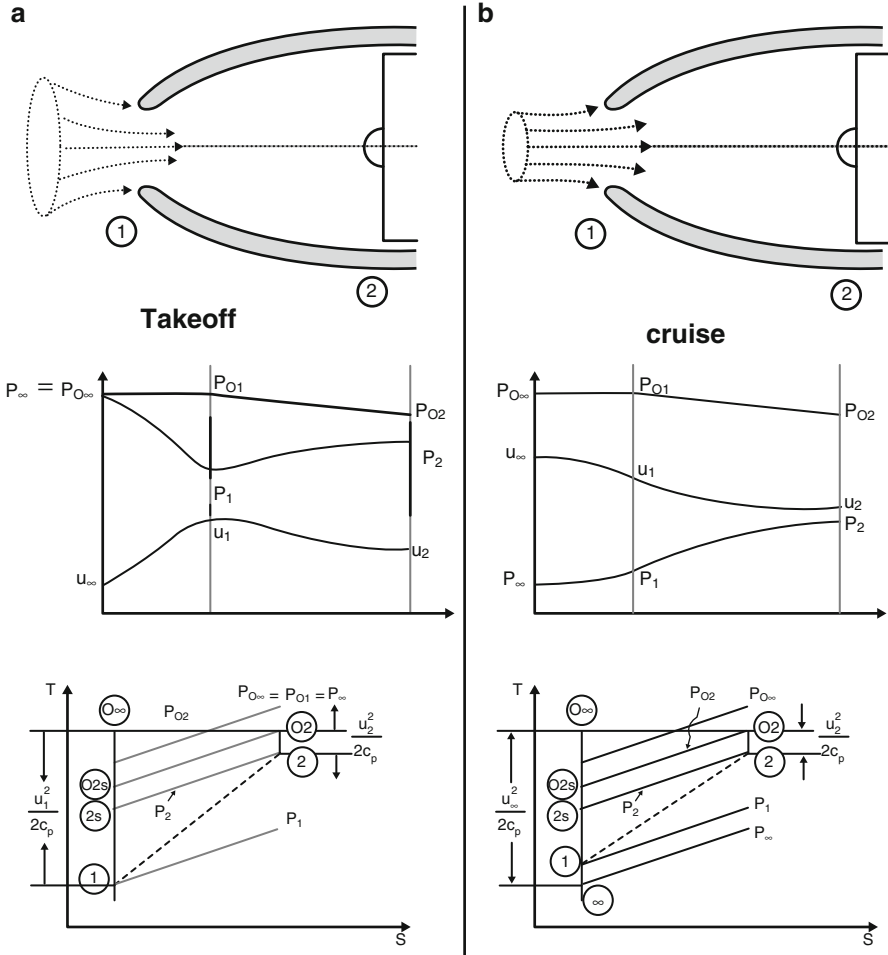 a
1
2
Takeoff
P∞ = PO∞
PO1
PO2
P2
P1
u1
u2
u∞
T
O∞
PO2
PO∞ = PO1 = P∞
O2
u2²
2cp
2
O2s
2s
P2
u1²
2cp
P1
1
S
b
1
2
cruise
PO∞
PO1
PO2
u∞
u1
u2
P2
P∞
P1
T
O∞
PO2
PO∞
O2
u2²
2cp
2
O2s
2s
P2
u∞²
2cp
P1
1
P∞
∞
S